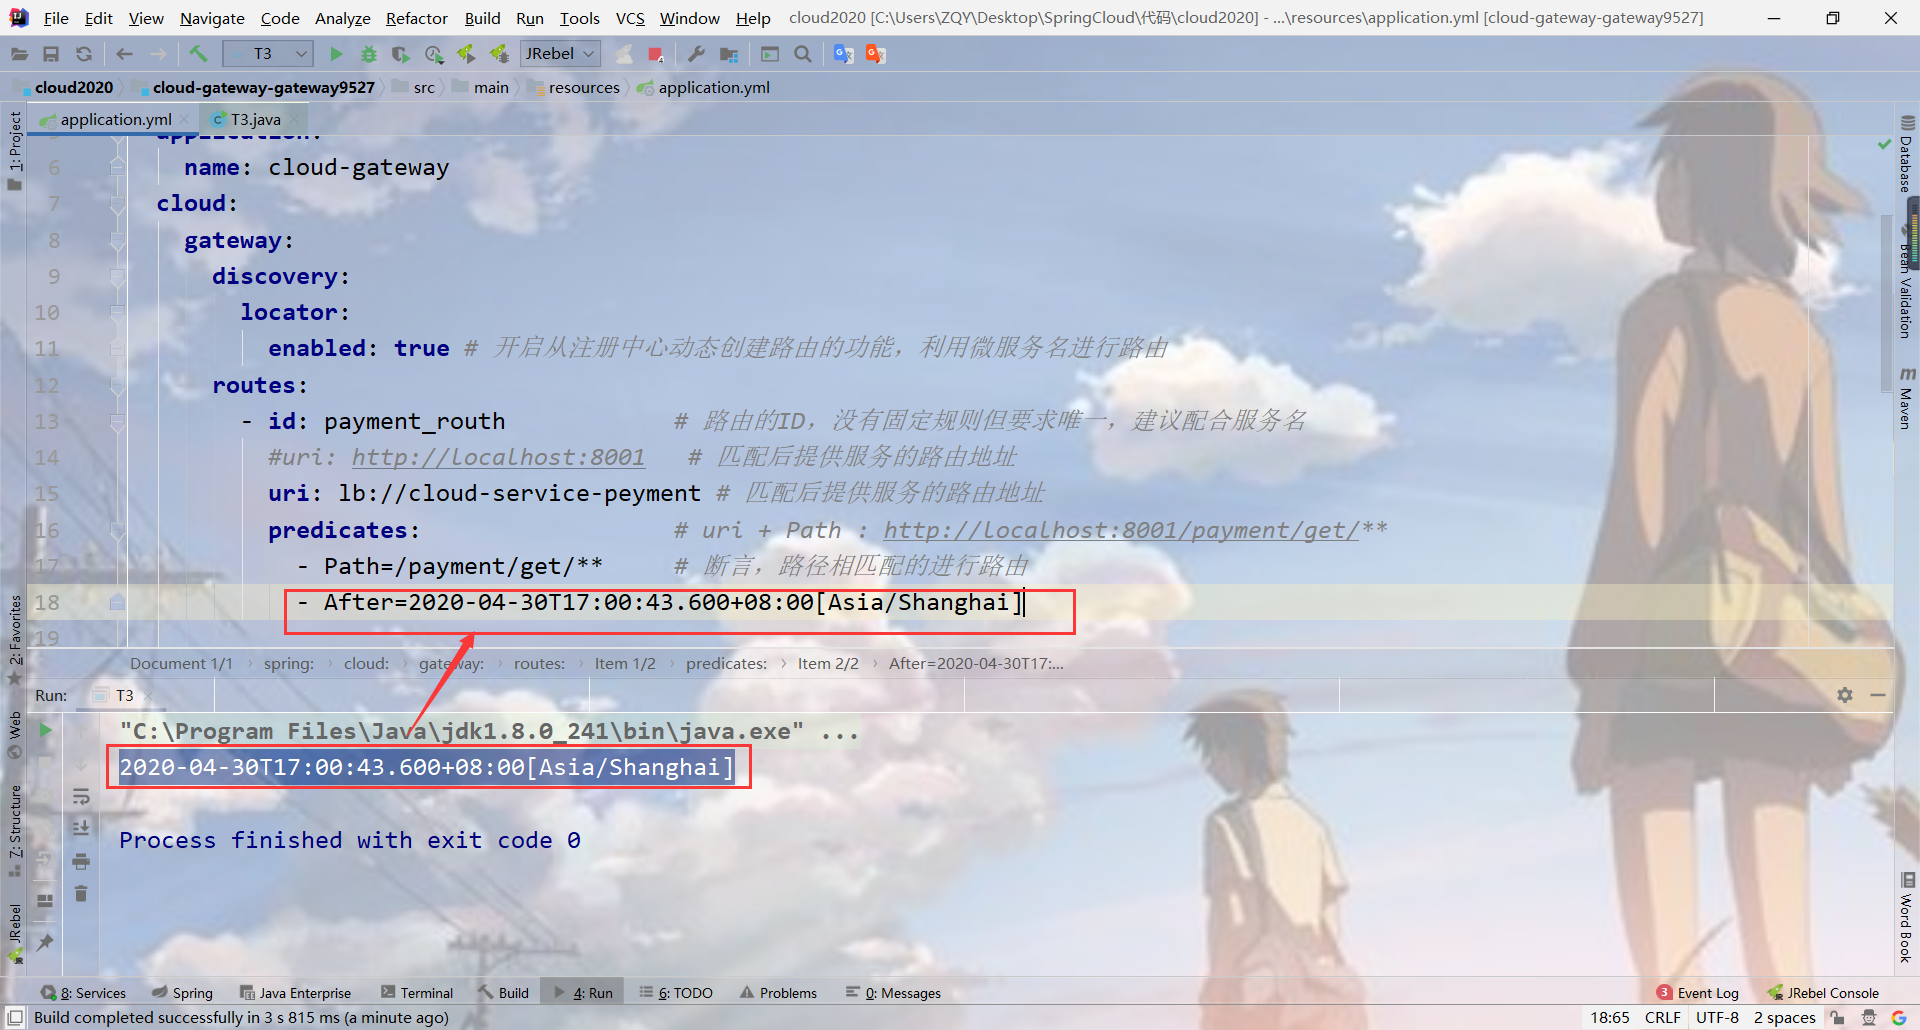 File Edit View Navigate Code Analyze Refactor Build Run Tools VCS Window Help cloud2020 [C:\Users\ZQY\Desktop\SpringCloud\代码\cloud2020] - ...\resources\application.yml [cloud-gateway-gateway9527]
T3 JRebel
cloud2020 cloud-gateway-gateway9527 src main resources application.yml
application.yml T3.java
application:
6 name: cloud-gateway
7 cloud:
8 gateway:
9 discovery:
10 locator:
11 enabled: true # 开启从注册中心动态创建路由的功能，利用微服务名进行路由
12 routes:
13 - id: payment_routh # 路由的ID，没有固定规则但要求唯一，建议配合服务名
14 #uri: http://localhost:8001 # 匹配后提供服务的路由地址
15 uri: lb://cloud-service-peyment # 匹配后提供服务的路由地址
16 predicates: # uri + Path : http://localhost:8001/payment/get/**
17 - Path=/payment/get/** # 断言，路径相匹配的进行路由
18 - After=2020-04-30T17:00:43.600+08:00[Asia/Shanghai]
19
Document 1/1 spring: cloud: gateway: routes: Item 1/2 predicates: Item 2/2 After=2020-04-30T17:...
Run: T3
"C:\Program Files\Java\jdk1.8.0_241\bin\java.exe" ...
2020-04-30T17:00:43.600+08:00[Asia/Shanghai]
Process finished with exit code 0
1: Project
2: Favorites
Web
7: Structure
JRebel
Database
Bean Validation
Maven
Word Book
8: Services Spring Java Enterprise Terminal Build 4: Run 6: TODO Problems 0: Messages 3 Event Log JRebel Console
Build completed successfully in 3 s 815 ms (a minute ago) 18:65 CRLF UTF-8 2 spaces